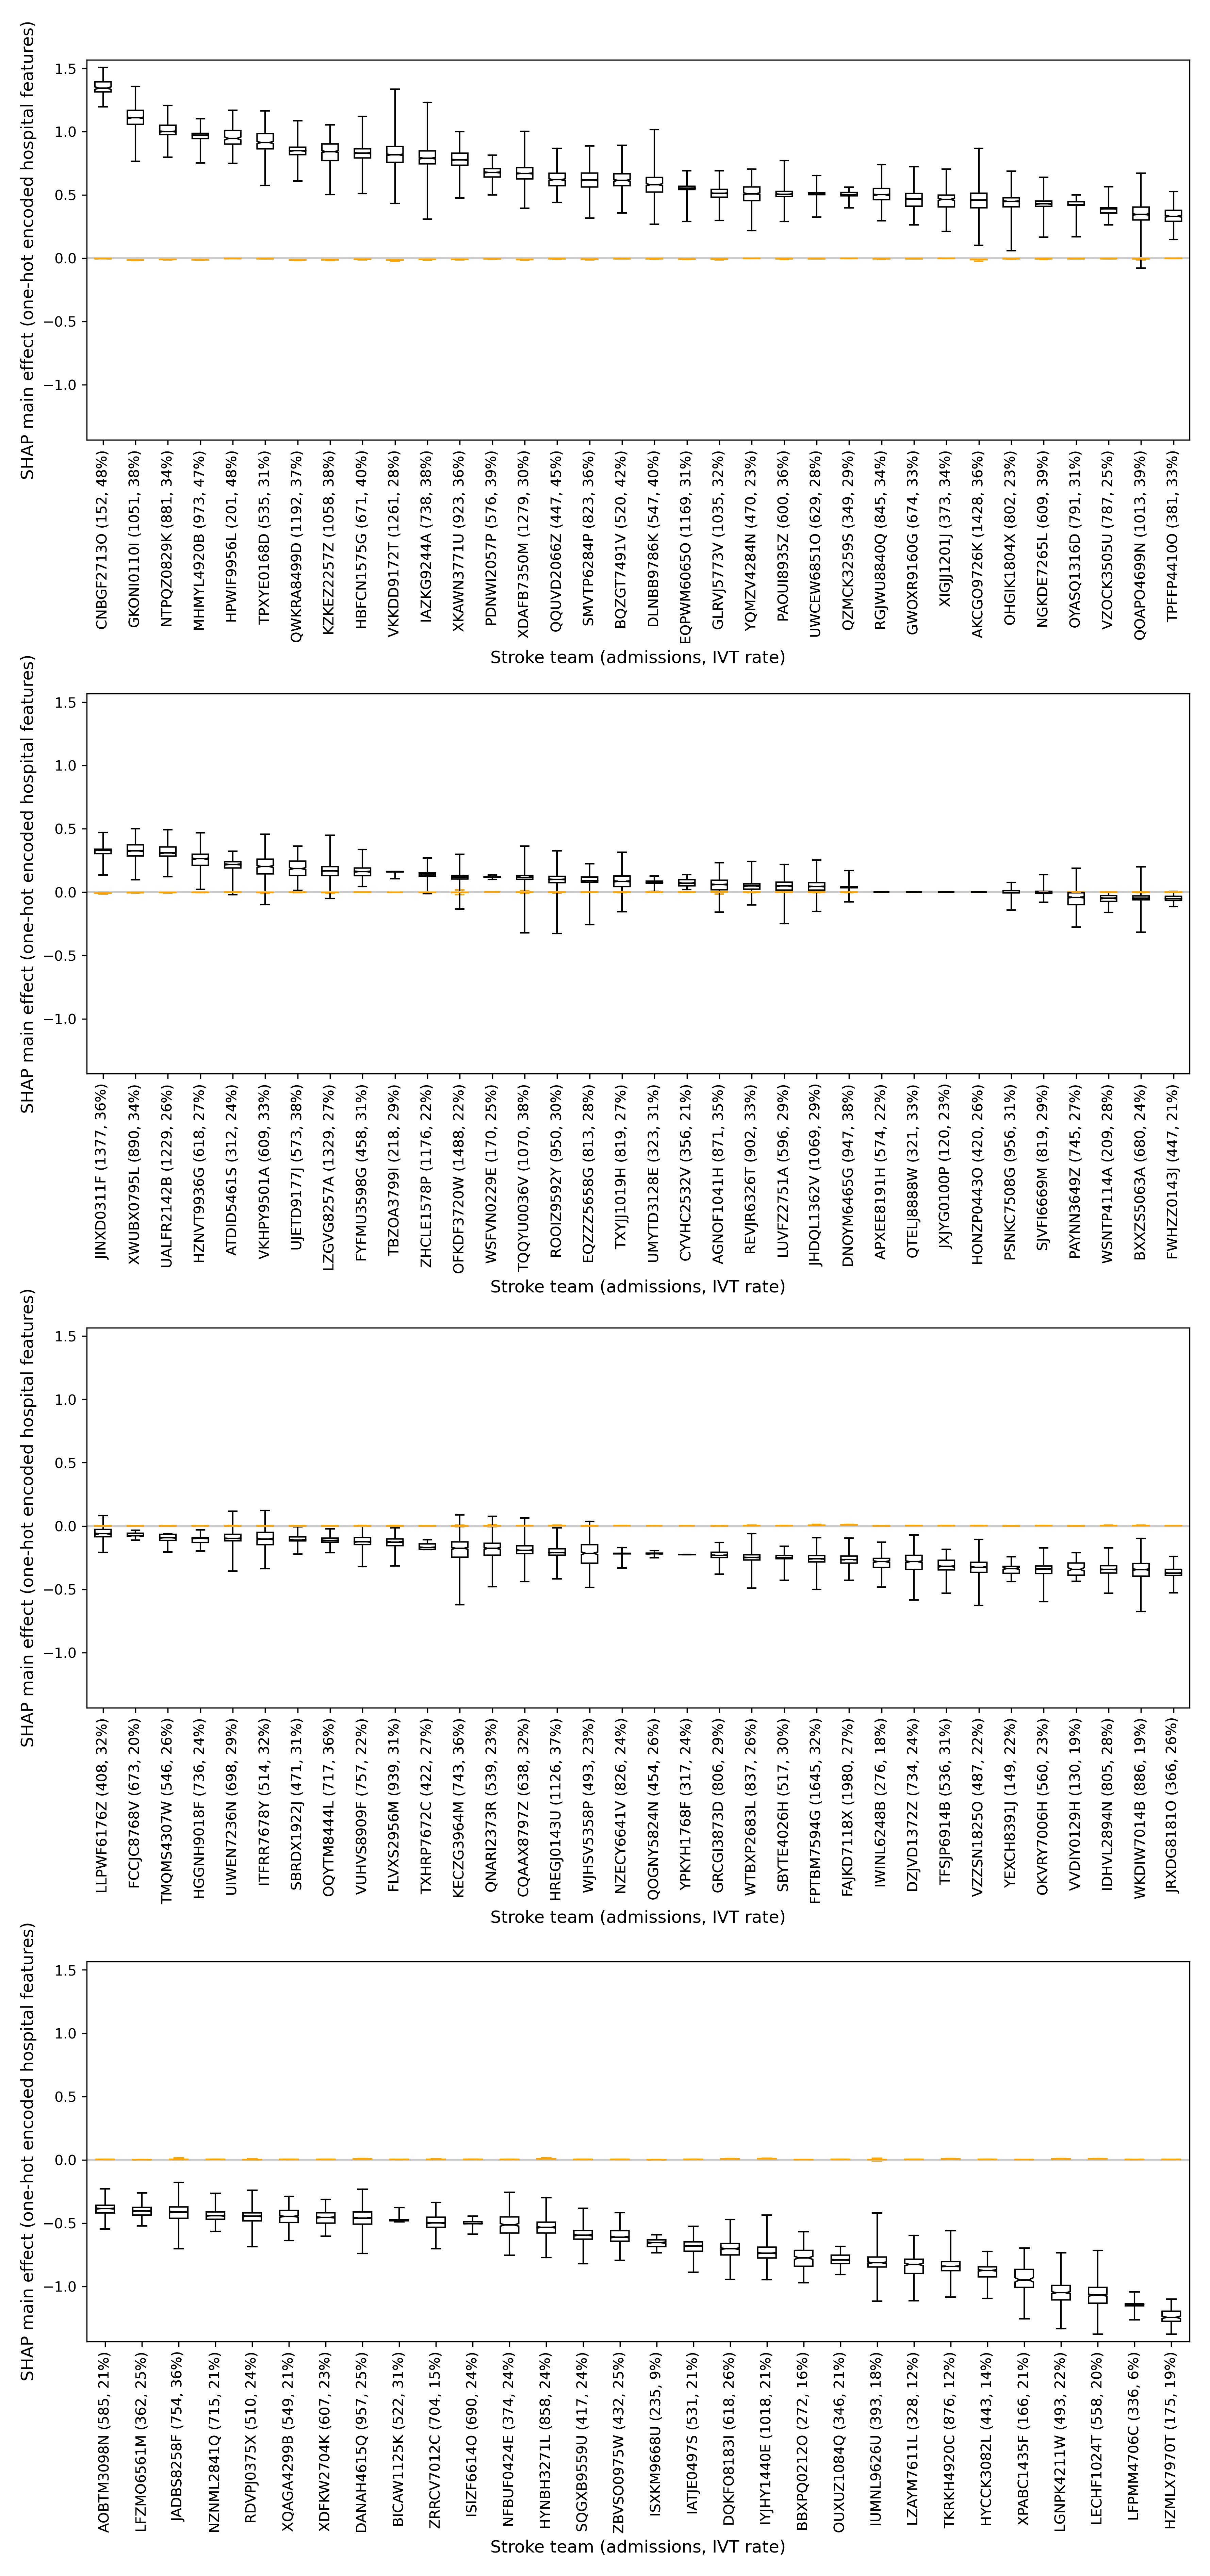 SHAP main effect (one-hot encoded hospital features)
1.5
1.0
0.5
0.0
−0.5
−1.0
CNBGF2713O (152, 48%)
GKONI0110I (1051, 38%)
NTPQZ0829K (881, 34%)
MHMYL4920B (973, 47%)
HPWIF9956L (201, 48%)
TPXYE0168D (535, 31%)
QWKRA8499D (1192, 37%)
KZKEZ2257Z (1058, 38%)
HBFCN1575G (671, 40%)
VKKDD9172T (1261, 28%)
IAZKG9244A (738, 38%)
XKAWN3771U (923, 36%)
PDNWI2057P (576, 39%)
XDAFB7350M (1279, 30%)
QQUVD2066Z (447, 45%)
SMVTP6284P (823, 36%)
BQZGT7491V (520, 42%)
DLNBB9786K (547, 40%)
EQPWM6065O (1169, 31%)
GLRVJ5773V (1035, 32%)
YQMZV4284N (470, 23%)
PAOUI8935Z (600, 36%)
UWCEW6851O (629, 28%)
QZMCK3259S (349, 29%)
RGJWU8840Q (845, 34%)
GWOXR9160G (674, 33%)
XIGJJ1201J (373, 34%)
AKCGO9726K (1428, 36%)
OHGIK1804X (802, 23%)
NGKDE7265L (609, 39%)
OYASQ1316D (791, 31%)
VZOCK3505U (787, 25%)
QOAPO4699N (1013, 39%)
TPFFP4410O (381, 33%)
Stroke team (admissions, IVT rate)
SHAP main effect (one-hot encoded hospital features)
1.5
1.0
0.5
0.0
−0.5
−1.0
JINXD0311F (1377, 36%)
XWUBX0795L (890, 34%)
UALFR2142B (1229, 26%)
HZNVT9936G (618, 27%)
ATDID5461S (312, 24%)
VKHPY9501A (609, 33%)
UJETD9177J (573, 38%)
LZGVG8257A (1329, 27%)
FYFMU3598G (458, 31%)
TBZOA3799I (218, 29%)
ZHCLE1578P (1176, 22%)
OFKDF3720W (1488, 22%)
WSFVN0229E (170, 25%)
TQQYU0036V (1070, 38%)
ROOIZ9592Y (950, 30%)
EQZZZ5658G (813, 28%)
TXYJJ1019H (819, 27%)
UMYTD3128E (323, 31%)
CYVHC2532V (356, 21%)
AGNOF1041H (871, 35%)
REVJR6326T (902, 33%)
LUVFZ2751A (596, 29%)
JHDQL1362V (1069, 29%)
DNOYM6465G (947, 38%)
APXEE8191H (574, 22%)
QTELJ8888W (321, 33%)
JXJYG0100P (120, 23%)
HONZP0443O (420, 26%)
PSNKC7508G (956, 31%)
SJVFI6669M (819, 29%)
PAYNN3649Z (745, 27%)
WSNTP4114A (209, 28%)
BXXZS5063A (680, 24%)
FWHZZ0143J (447, 21%)
Stroke team (admissions, IVT rate)
SHAP main effect (one-hot encoded hospital features)
1.5
1.0
0.5
0.0
−0.5
−1.0
LLPWF6176Z (408, 32%)
FCCJC8768V (673, 20%)
TMQMS4307W (546, 26%)
HGGNH9018F (736, 24%)
UIWEN7236N (698, 29%)
ITFRR7678Y (514, 32%)
SBRDX1922J (471, 31%)
OQYTM8444L (717, 36%)
VUHVS8909F (757, 22%)
FLVXS2956M (939, 31%)
TXHRP7672C (422, 27%)
KECZG3964M (743, 36%)
QNARI2373R (539, 23%)
CQAAX8797Z (638, 32%)
HREGJ0143U (1126, 37%)
WJHSV5358P (493, 23%)
NZECY6641V (826, 24%)
QOGNY5824N (454, 26%)
YPKYH1768F (317, 24%)
GRCGI3873D (806, 29%)
WTBXP2683L (837, 26%)
SBYTE4026H (517, 30%)
FPTBM7594G (1645, 32%)
FAJKD7118X (1980, 27%)
IWINL6248B (276, 18%)
DZJVD1372Z (734, 24%)
TFSJP6914B (536, 31%)
VZZSN1825O (487, 22%)
YEXCH8391J (149, 22%)
OKVRY7006H (560, 23%)
VVDIY0129H (130, 19%)
IDHVL2894N (805, 28%)
WKDIW7014B (886, 19%)
JRXDG8181O (366, 26%)
Stroke team (admissions, IVT rate)
SHAP main effect (one-hot encoded hospital features)
1.5
1.0
0.5
0.0
−0.5
−1.0
AOBTM3098N (585, 21%)
LFZMO6561M (362, 25%)
JADBS8258F (754, 36%)
NZNML2841Q (715, 21%)
RDVPJ0375X (510, 24%)
XQAGA4299B (549, 21%)
XDFKW2704K (607, 23%)
DANAH4615Q (957, 25%)
BICAW1125K (522, 31%)
ZRRCV7012C (704, 15%)
ISIZF6614O (690, 24%)
NFBUF0424E (374, 24%)
HYNBH3271L (858, 24%)
SQGXB9559U (417, 24%)
ZBVSO0975W (432, 25%)
ISXKM9668U (235, 9%)
IATJE0497S (531, 21%)
DQKFO8183I (618, 26%)
IYJHY1440E (1018, 21%)
BBXPQ0212O (272, 16%)
OUXUZ1084Q (346, 21%)
IUMNL9626U (393, 18%)
LZAYM7611L (328, 12%)
TKRKH4920C (876, 12%)
HYCCK3082L (443, 14%)
XPABC1435F (166, 21%)
LGNPK4211W (493, 22%)
LECHF1024T (558, 20%)
LFPMM4706C (336, 6%)
HZMLX7970T (175, 19%)
Stroke team (admissions, IVT rate)